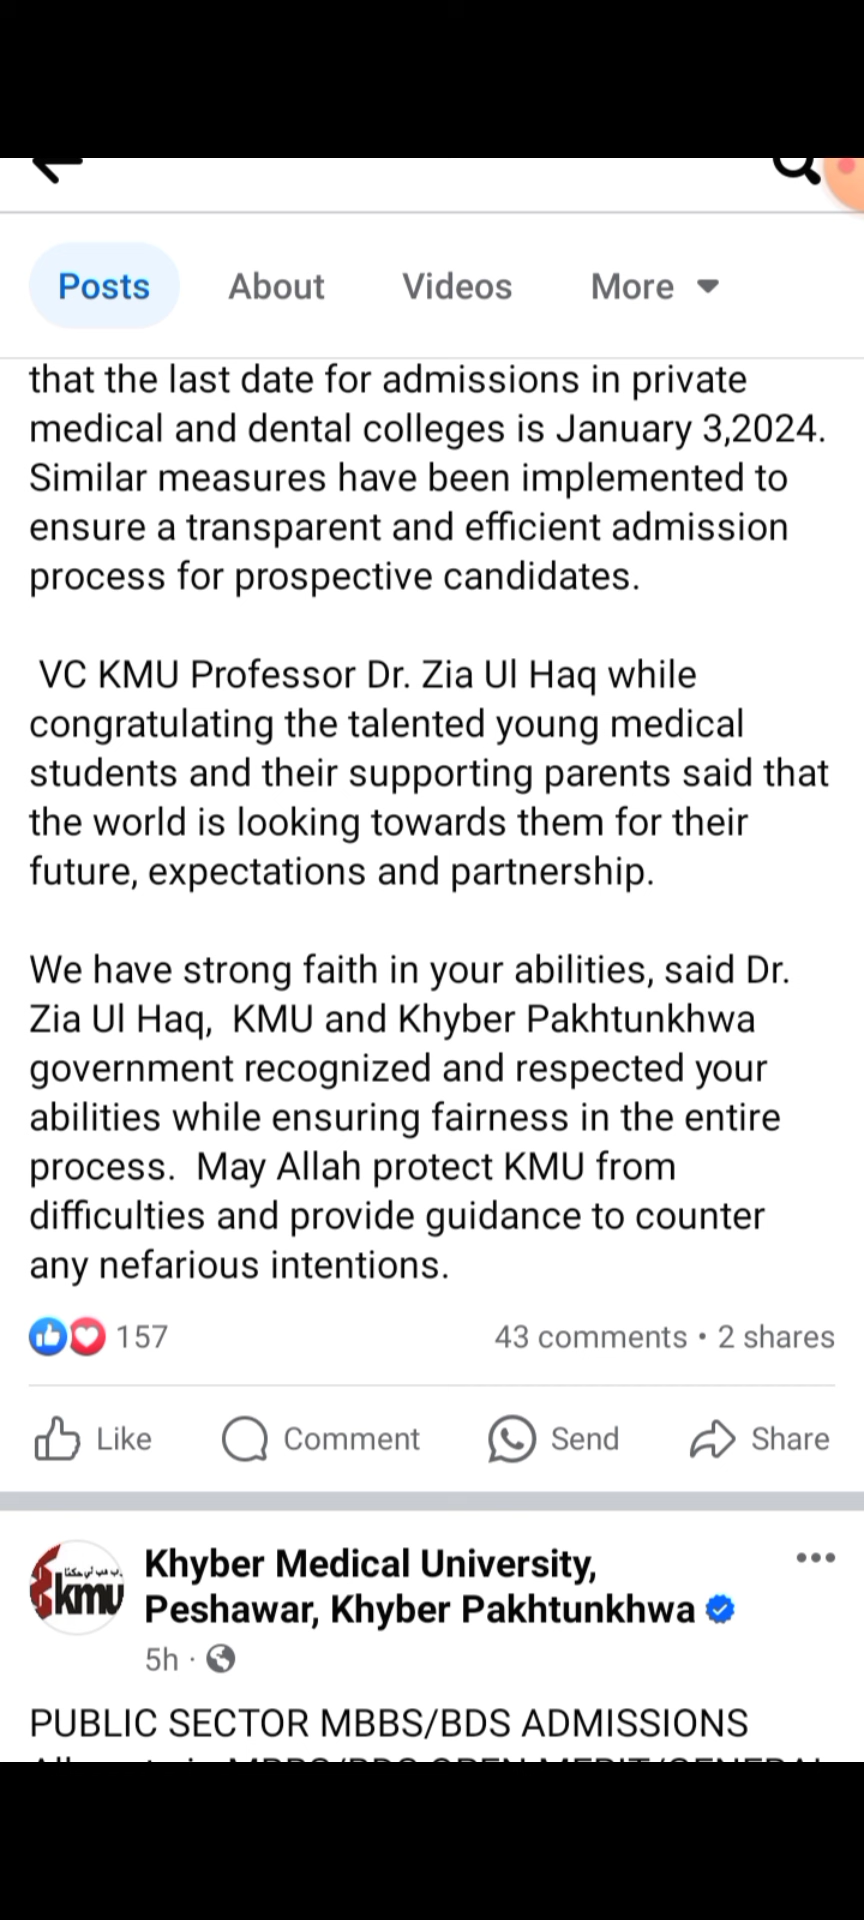 Posts About Videos More
that the last date for admissions in private
medical and dental colleges is January 3,2024.
Similar measures have been implemented to
ensure a transparent and efficient admission
process for prospective candidates.
VC KMU Professor Dr. Zia Ul Haq while
congratulating the talented young medical
students and their supporting parents said that
the world is looking towards them for their
future, expectations and partnership.
We have strong faith in your abilities, said Dr.
Zia Ul Haq,  KMU and Khyber Pakhtunkhwa
government recognized and respected your
abilities while ensuring fairness in the entire
process.  May Allah protect KMU from
difficulties and provide guidance to counter
any nefarious intentions.
157 43 comments • 2 shares
Like Comment Send Share
kmu
Khyber Medical University,
Peshawar, Khyber Pakhtunkhwa
5h ·
PUBLIC SECTOR MBBS/BDS ADMISSIONS